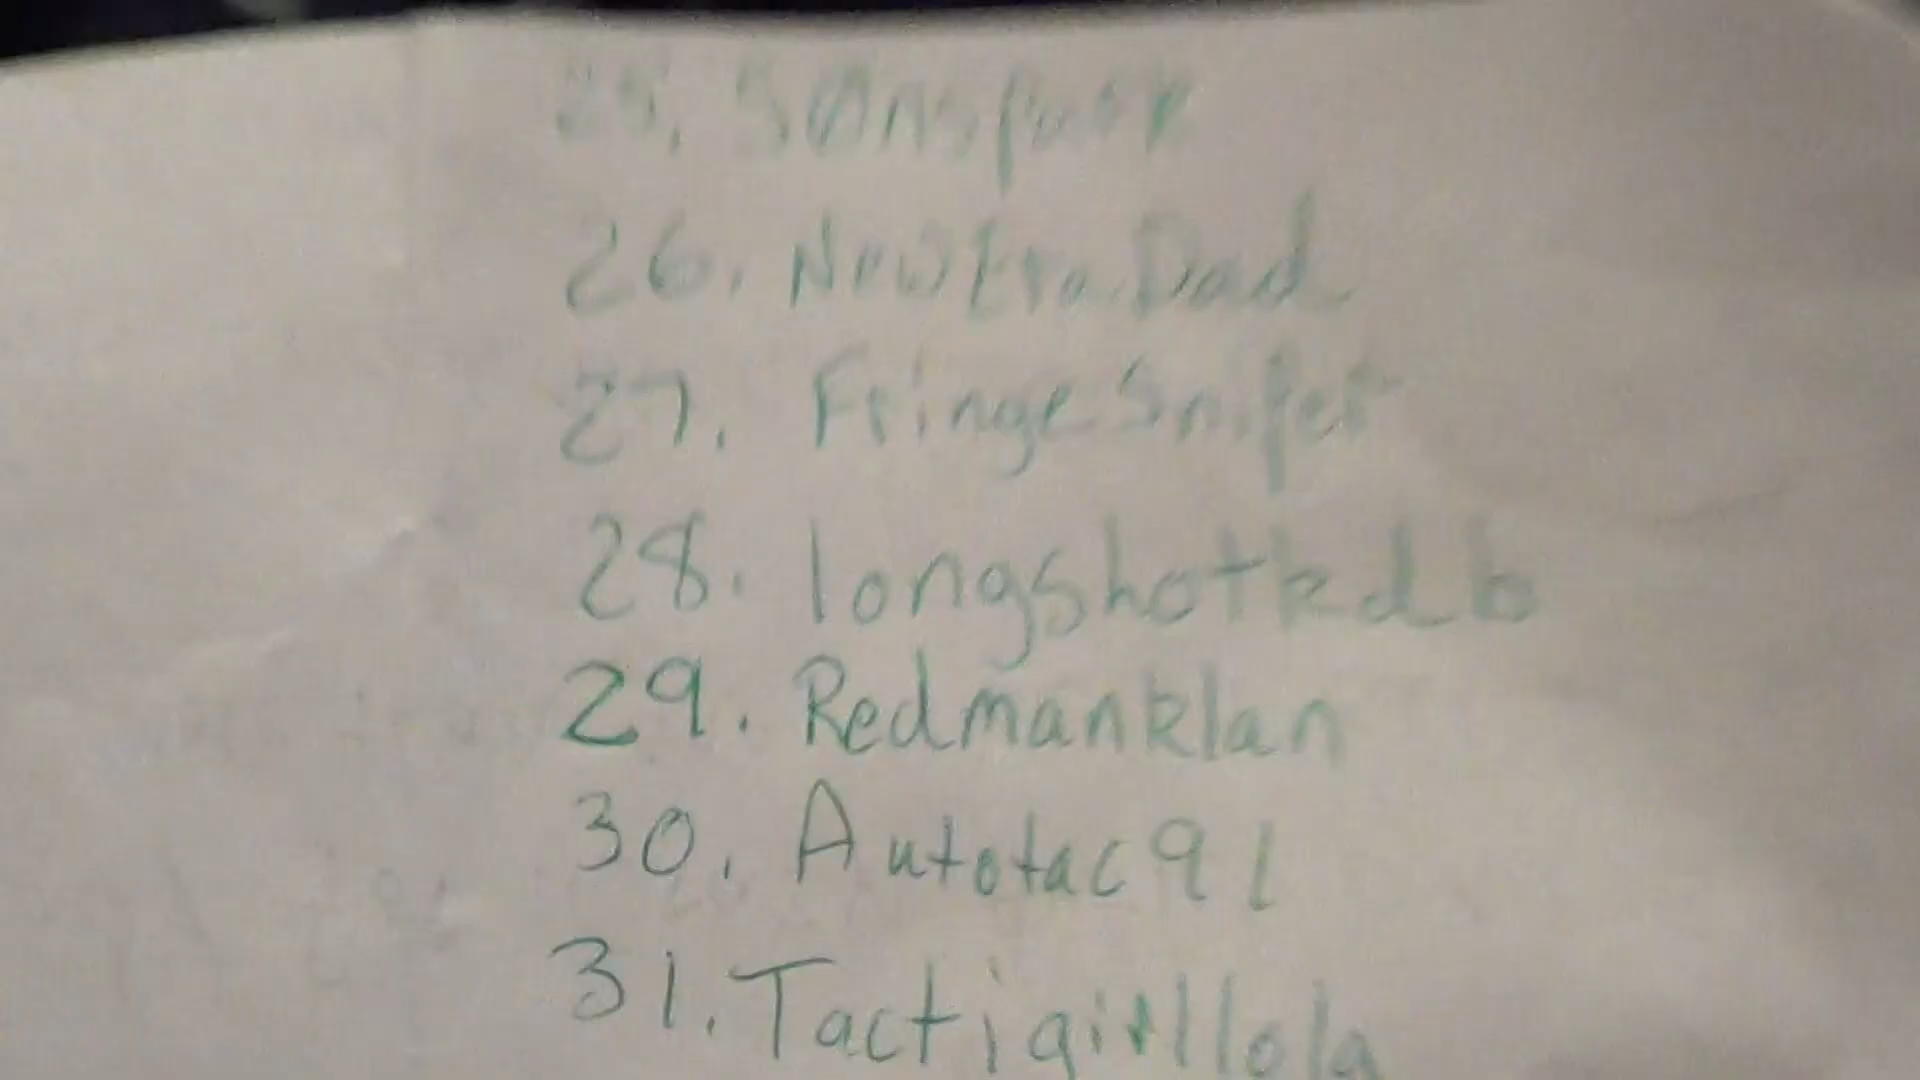 26. NewEraDad
27. FringeSniper
28. longshotkdb
29. Redmanklan
30. Autotac91
31. Tactigirllola